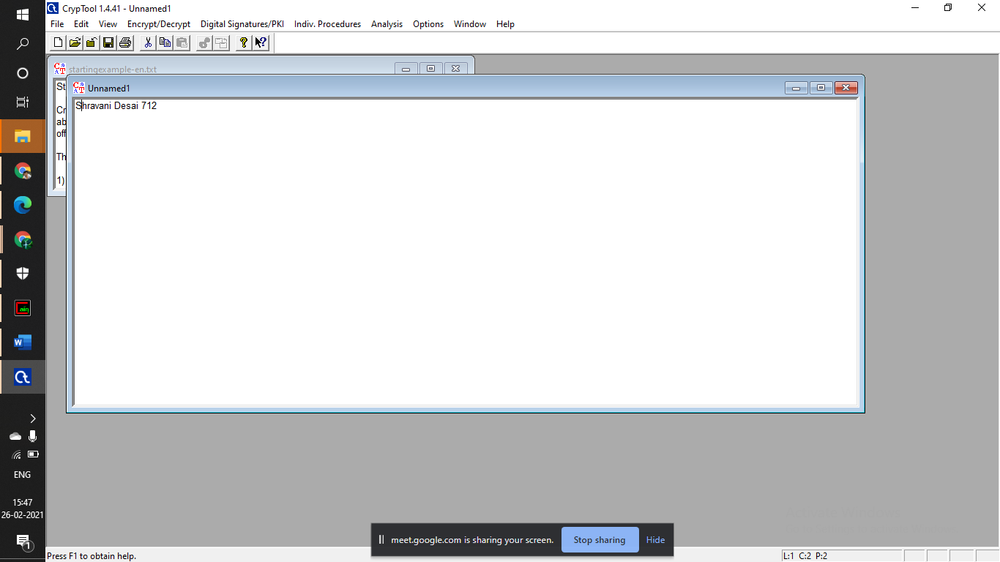 CrypTool 1.4.41 - Unnamed1
File Edit View Encrypt/Decrypt Digital Signatures/PKI Indiv. Procedures Analysis Options Window Help
startingexample-en.txt
St
Cr
ab
off
Th
1)
Unnamed1
Shravani Desai 712
ENG
15:47
26-02-2021
1
meet.google.com is sharing your screen. Stop sharing Hide
Press F1 to obtain help.
L:1 C:2 P:2